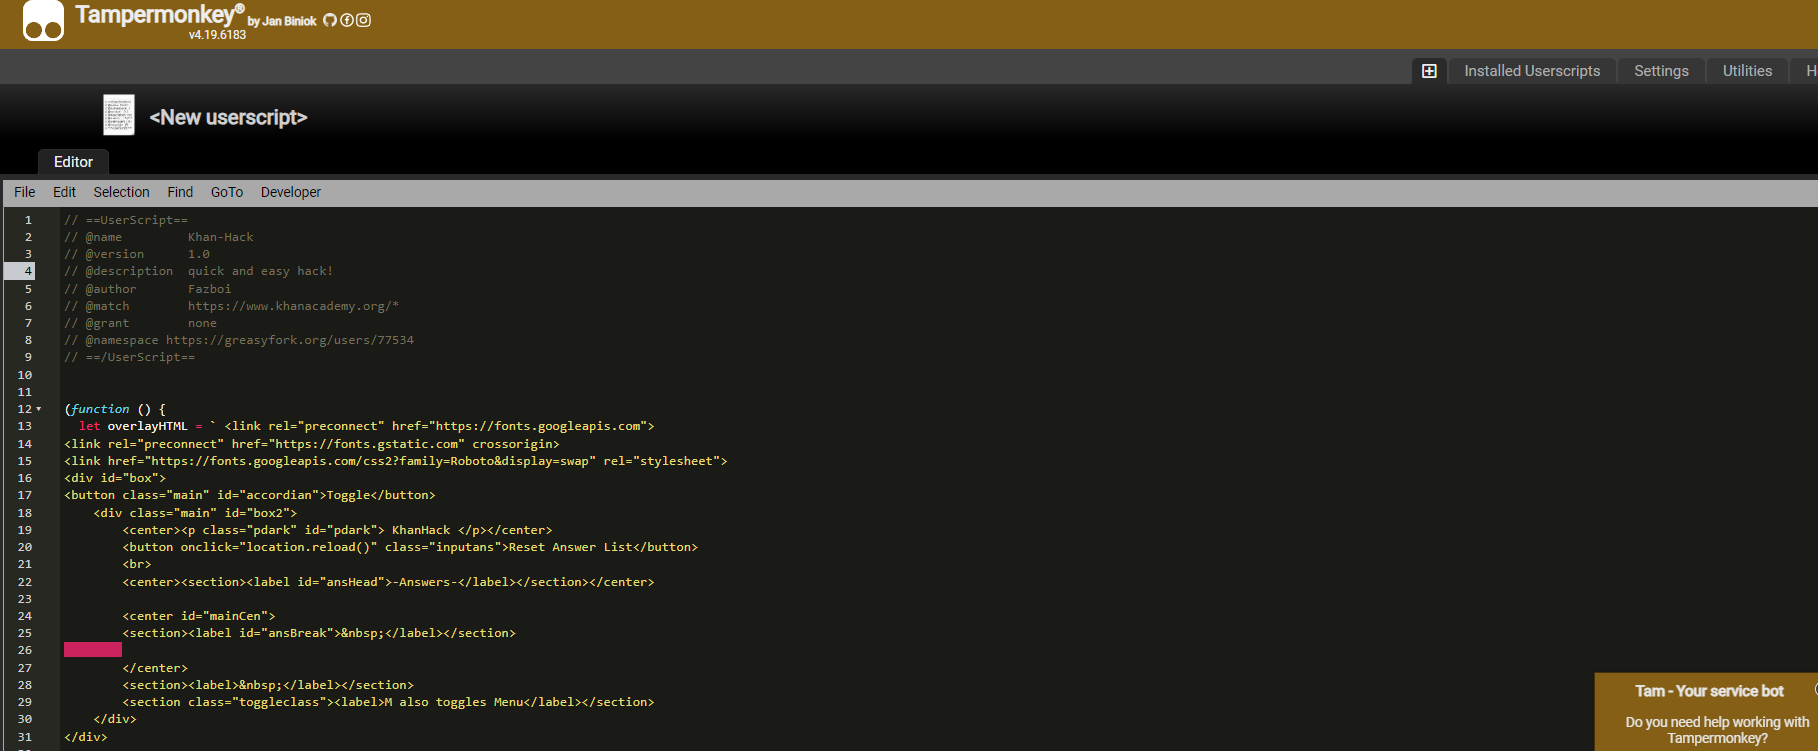 Tampermonkey® by Jan Biniok
v4.19.6183
Installed Userscripts Settings Utilities H
<New userscript>
Editor
File Edit Selection Find GoTo Developer
1 // ==UserScript==
2 // @name Khan-Hack
3 // @version 1.0
4 // @description quick and easy hack!
5 // @author Fazboi
6 // @match https://www.khanacademy.org/*
7 // @grant none
8 // @namespace https://greasyfork.org/users/77534
9 // ==/UserScript==
10
11
12 (function () {
13 let overlayHTML = ` <link rel="preconnect" href="https://fonts.googleapis.com">
14 <link rel="preconnect" href="https://fonts.gstatic.com" crossorigin>
15 <link href="https://fonts.googleapis.com/css2?family=Roboto&display=swap" rel="stylesheet">
16 <div id="box">
17 <button class="main" id="accordian">Toggle</button>
18 <div class="main" id="box2">
19 <center><p class="pdark" id="pdark"> KhanHack </p></center>
20 <button onclick="location.reload()" class="inputans">Reset Answer List</button>
21 <br>
22 <center><section><label id="ansHead">-Answers-</label></section></center>
23
24 <center id="mainCen">
25 <section><label id="ansBreak">&nbsp;</label></section>
26
27 </center>
28 <section><label>&nbsp;</label></section>
29 <section class="toggleclass"><label>M also toggles Menu</label></section>
30 </div>
31 </div>
Tam - Your service bot
Do you need help working with
Tampermonkey?